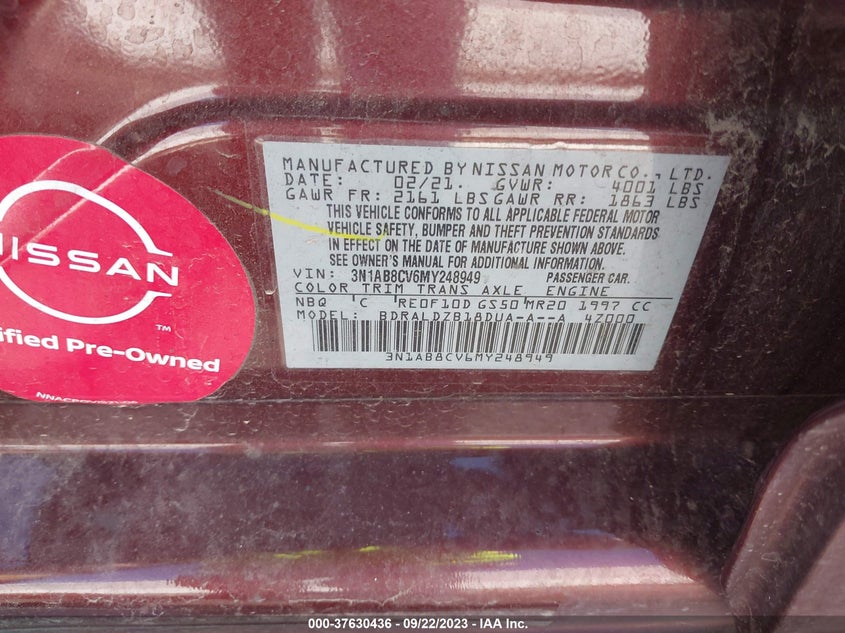 MANUFACTURED BY NISSAN MOTOR CO., LTD.
DATE: 02/21. GVWR: 4001 LBS
GAWR FR: 2161 LBS GAWR RR: 1863 LBS
THIS VEHICLE CONFORMS TO ALL APPLICABLE FEDERAL MOTOR
VEHICLE SAFETY, BUMPER AND THEFT PREVENTION STANDARDS
IN EFFECT ON THE DATE OF MANUFACTURE SHOWN ABOVE.
SEE OWNER'S MANUAL FOR ADDITIONAL INFORMATION.
VIN: 3N1AB8CV6MY248949 PASSENGER CAR.
COLOR TRIM TRANS AXLE ENGINE
NBQ C RE0F10D GS50 MR20 1997 CC
MODEL: BDRALDZB18DUA-A--A 47000
3N1AB8CV6MY248949
NISSAN
ified Pre-Owned
000-37630436 - 09/22/2023 - IAA Inc.